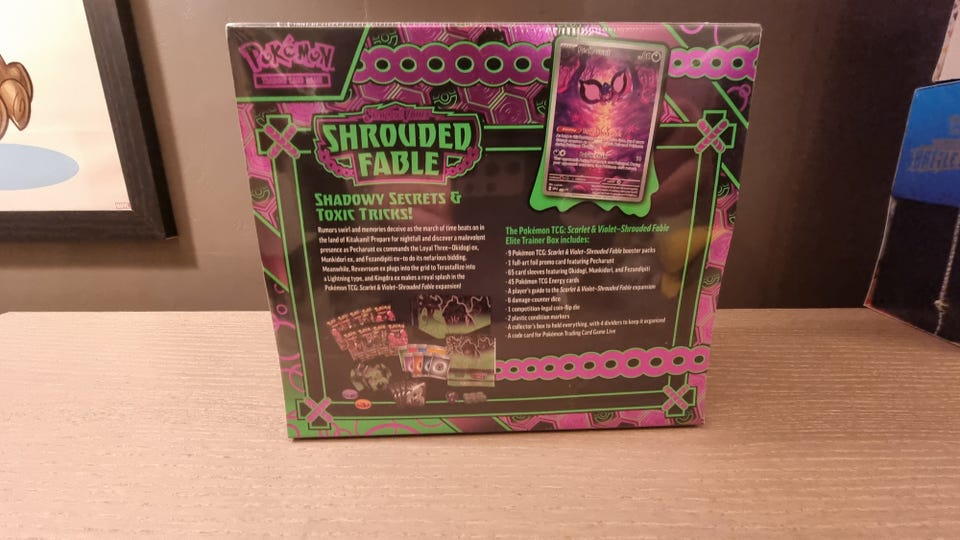 POKÉMON
TRADING CARD GAME
Pecharunt
SCARLET & VIOLET
SHROUDED
FABLE
SHADOWY SECRETS &
TOXIC TRICKS!
Rumors swirl and memories deceive as the march of time beats on in
the land of Kitakami! Prepare for nightfall and discover a malevolent
presence as Pecharunt ex commands the Loyal Three—Okidogi ex,
Munkidori ex, and Fezandipiti ex—to do its nefarious bidding.
Meanwhile, Revavroom ex plugs into the grid to Terastallize into
a Lightning type, and Kingdra ex makes a royal splash in the
Pokémon TCG: Scarlet & Violet—Shrouded Fable expansion!
The Pokémon TCG: Scarlet & Violet—Shrouded Fable
Elite Trainer Box includes:
· 9 Pokémon TCG: Scarlet & Violet—Shrouded Fable booster packs
· 1 full-art foil promo card featuring Pecharunt
· 65 card sleeves featuring Okidogi, Munkidori, and Fezandipiti
· 45 Pokémon TCG Energy cards
· A player's guide to the Scarlet & Violet—Shrouded Fable expansion
· 6 damage-counter dice
· 1 competition-legal coin-flip die
· 2 plastic condition markers
· A collector's box to hold everything, with 4 dividers to keep it organized
· A code card for Pokémon Trading Card Game Live
BATTLE